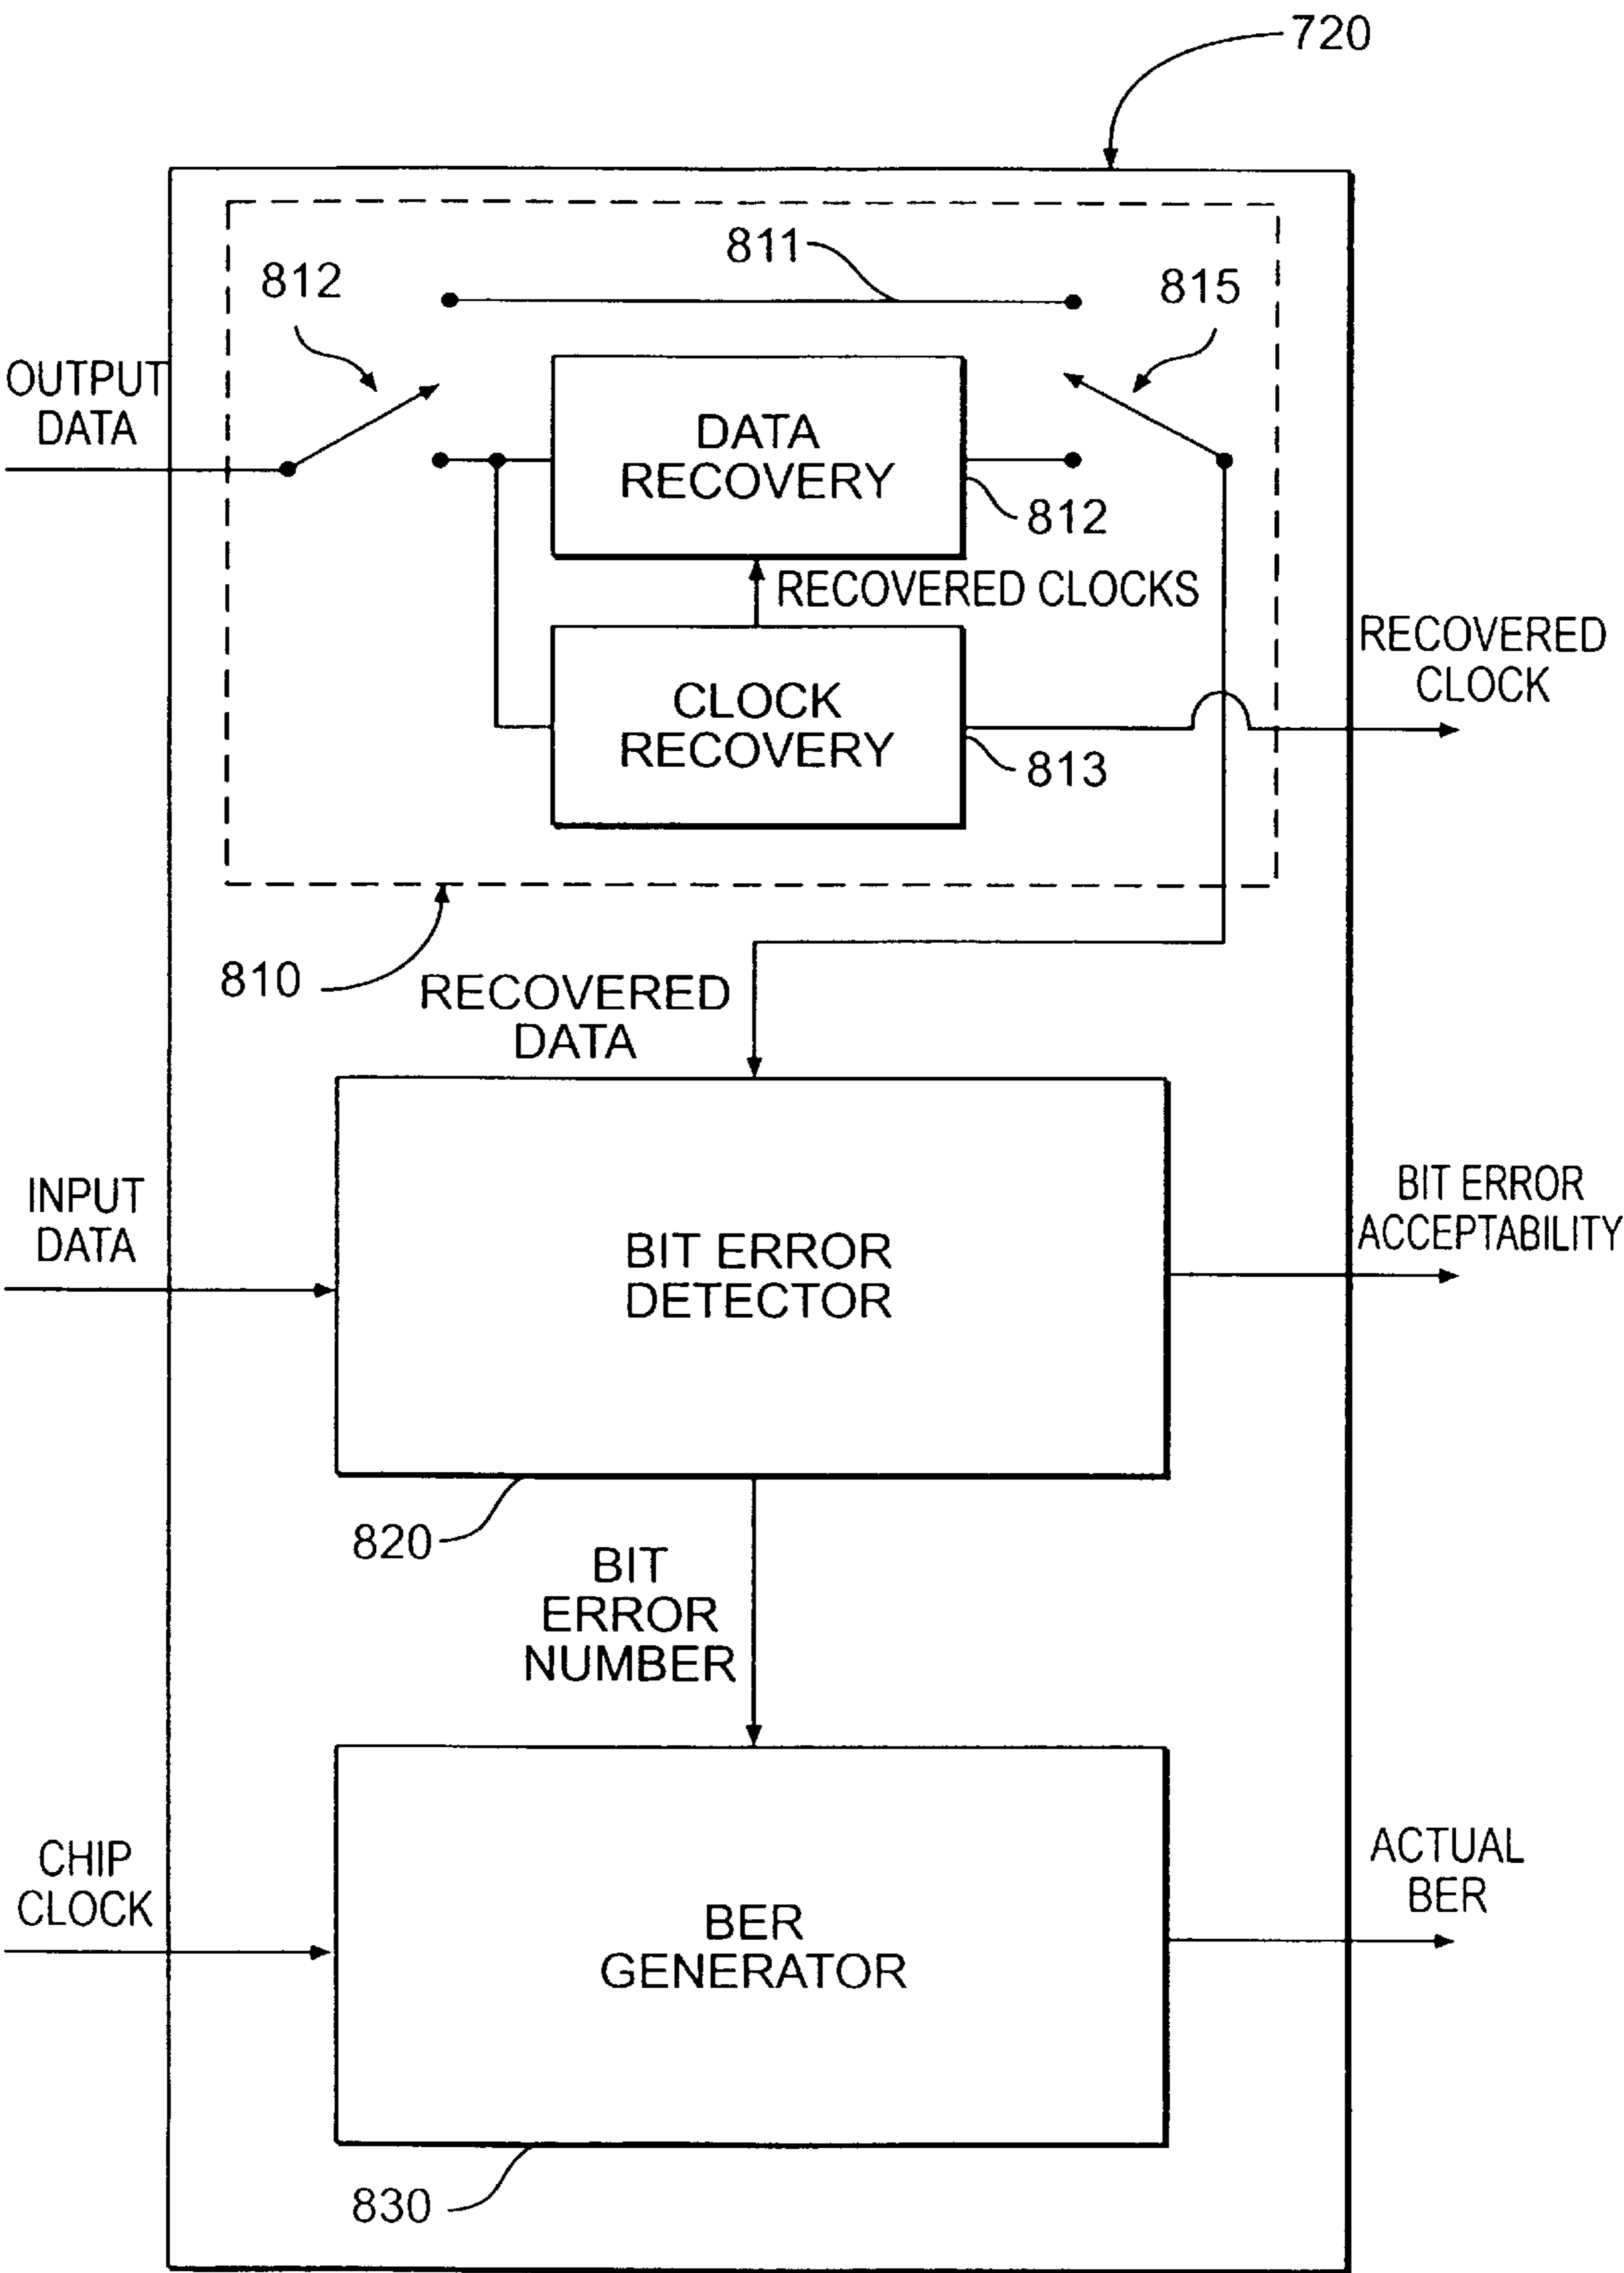 720
811
812
815
OUTPUT
DATA
DATA
RECOVERY
812
RECOVERED CLOCKS
RECOVERED
CLOCK
CLOCK
RECOVERY
813
810
RECOVERED
DATA
INPUT
DATA
BIT ERROR
DETECTOR
BIT ERROR
ACCEPTABILITY
820
BIT
ERROR
NUMBER
CHIP
CLOCK
BER
GENERATOR
ACTUAL
BER
830